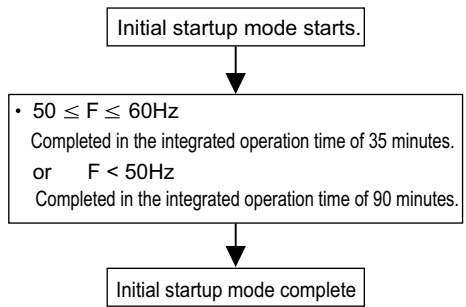 Initial startup mode starts.
• 50 ≤ F ≤ 60Hz
Completed in the integrated operation time of 35 minutes.
or F < 50Hz
Completed in the integrated operation time of 90 minutes.
Initial startup mode complete